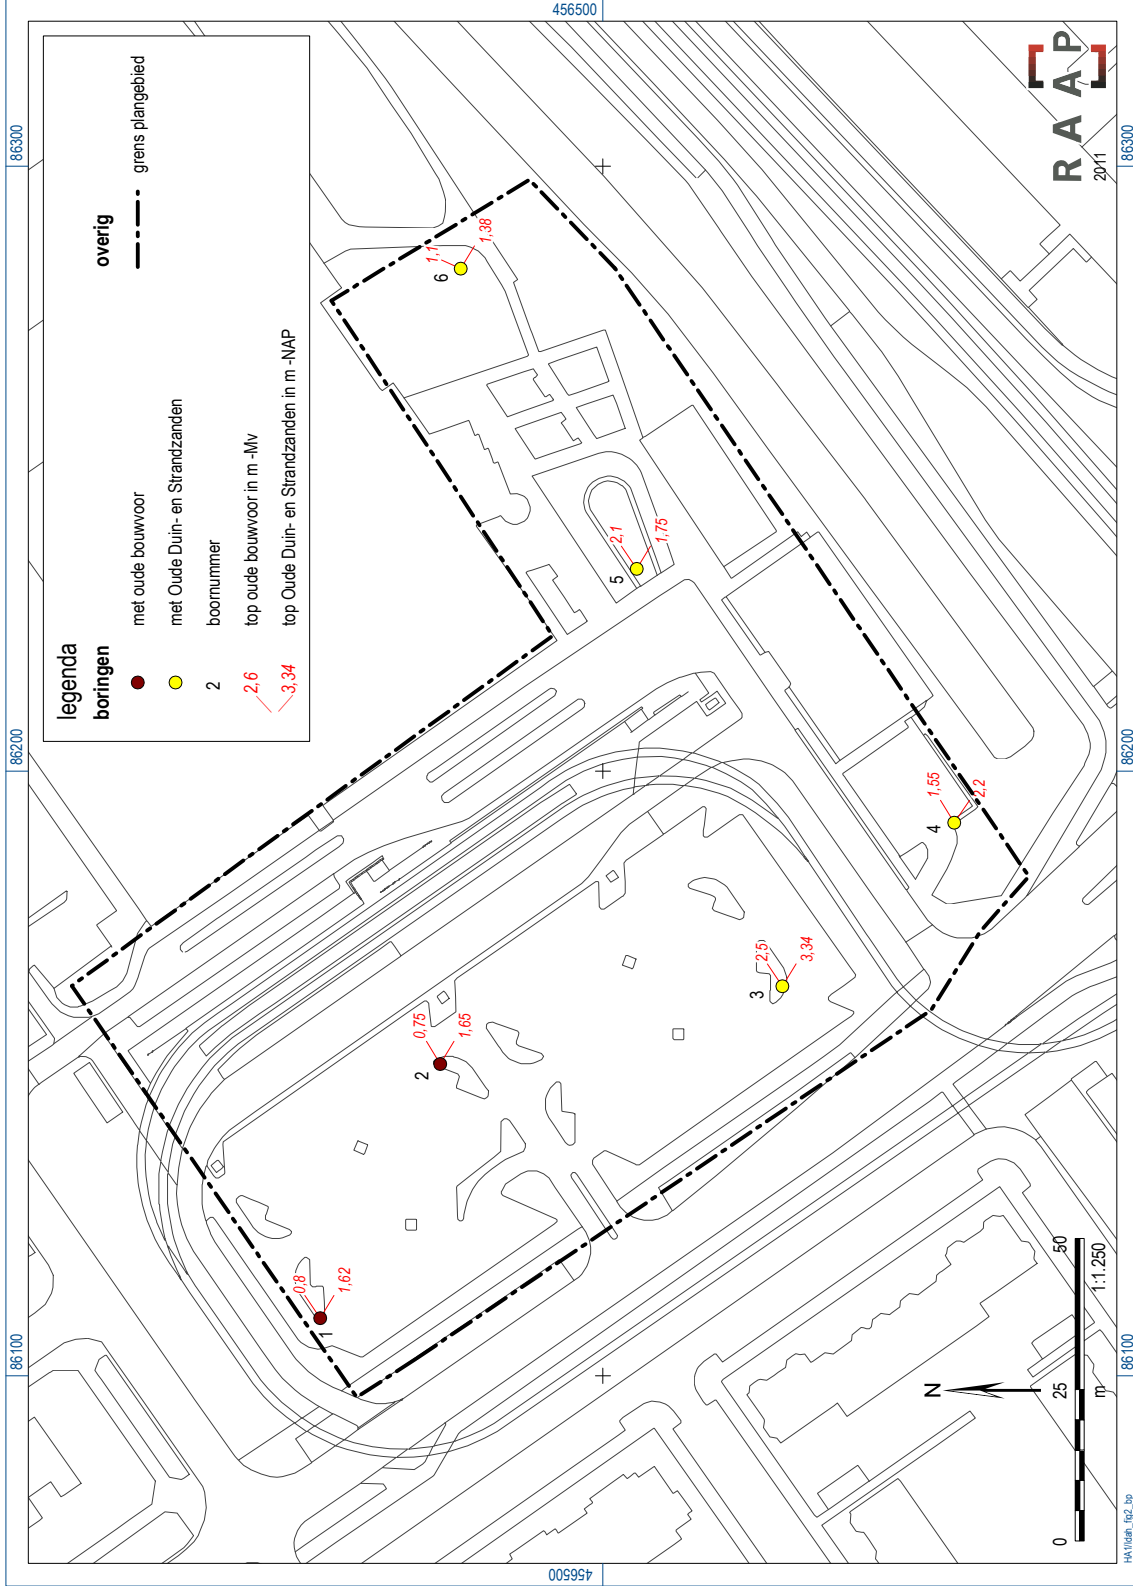 legenda
boringen
met oude bouwvoor
met Oude Duin- en Strandzanden
2
boornummer
2,6
top oude bouwvoor in m -Mv
3,34
top Oude Duin- en Strandzanden in m -NAP
overig
grens plangebied
86100
86200
86300
456500
1
0,8
1,62
2
0,75
1,65
3
2,5
3,34
4
1,55
2,2
5
2,1
1,75
6
1,1
1,38
N
0
25
50
m
1:1.250
RAAP
2011
86100
86200
86300
456500